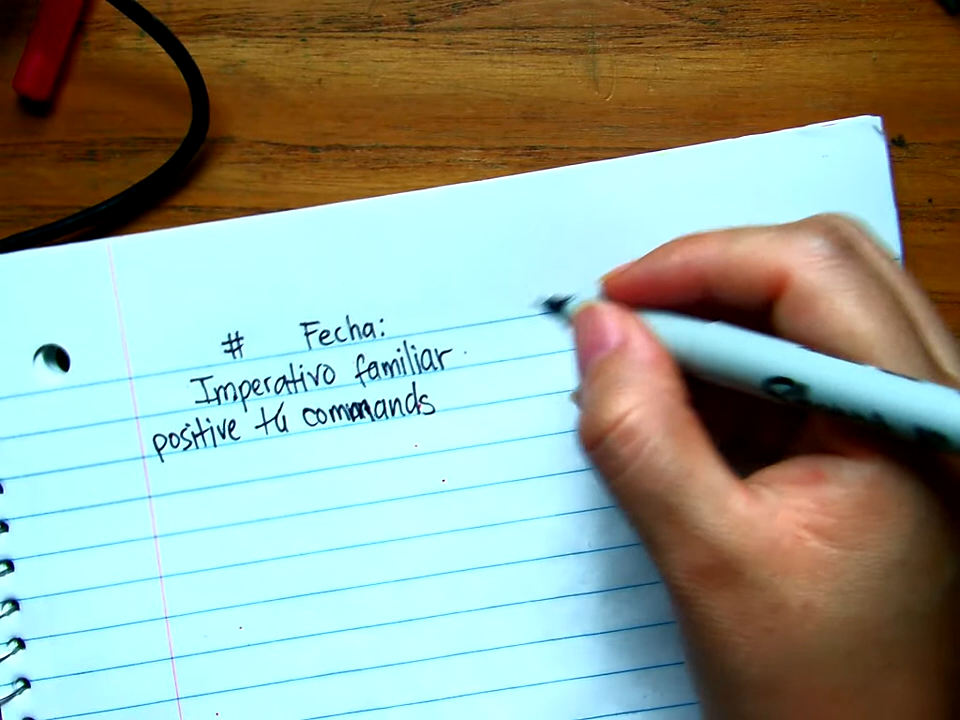 # Fecha:
Imperativo familiar
positive tú commands